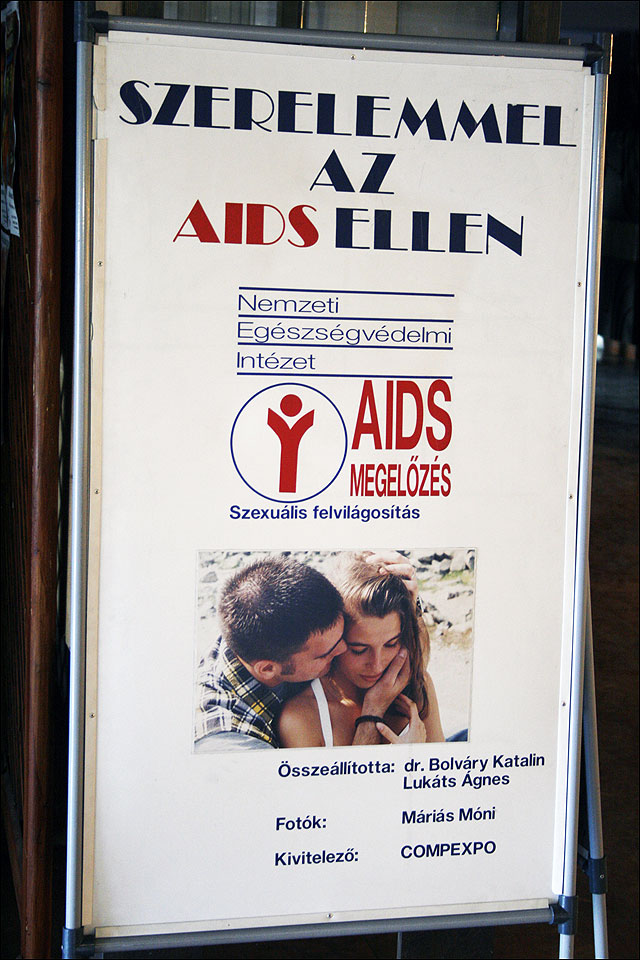 SZERELEMMEL
AZ
AIDS ELLEN
Nemzeti
Egészségvédelmi
Intézet
AIDS
MEGELŐZÉS
Szexuális felvilágosítás
Összeállította: dr. Bolváry Katalin
Lukáts Ágnes
Fotók: Máriás Móni
Kivitelező: COMPEXPO